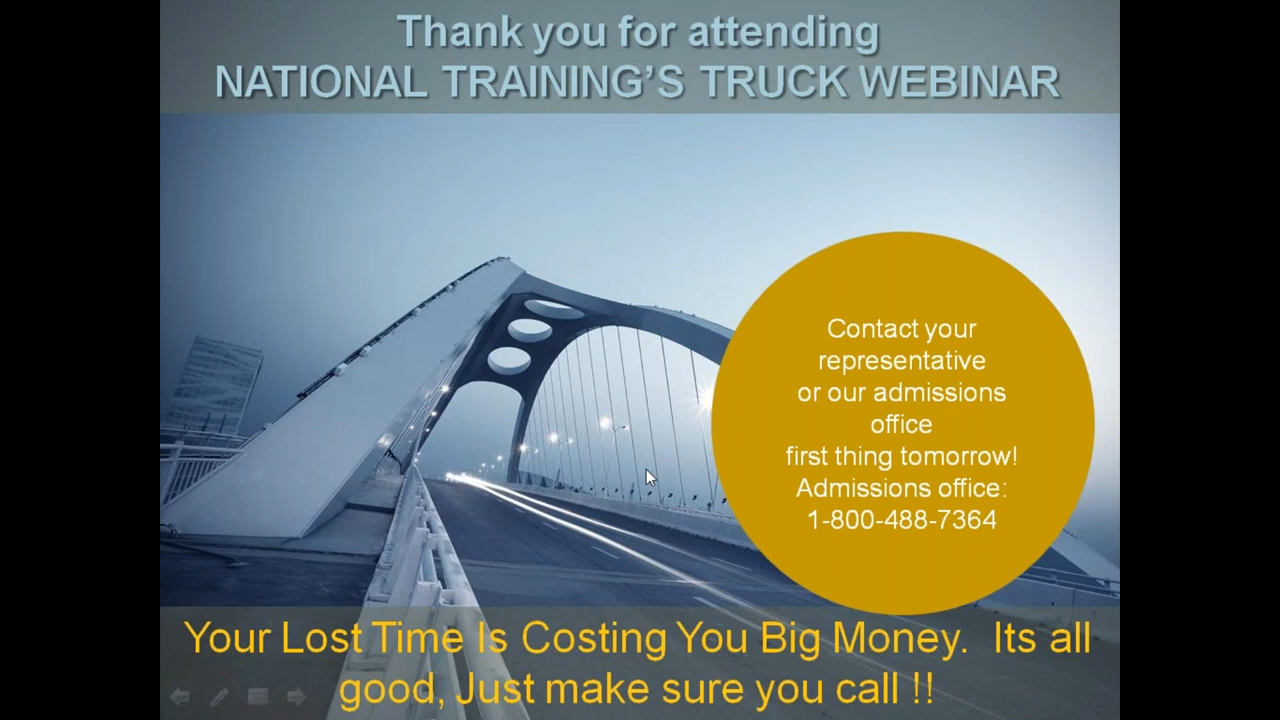 Thank you for attending
NATIONAL TRAINING’S TRUCK WEBINAR
Contact your
representative
or our admissions
office
first thing tomorrow!
Admissions office:
1-800-488-7364
Your Lost Time Is Costing You Big Money.  Its all
good, Just make sure you call !!